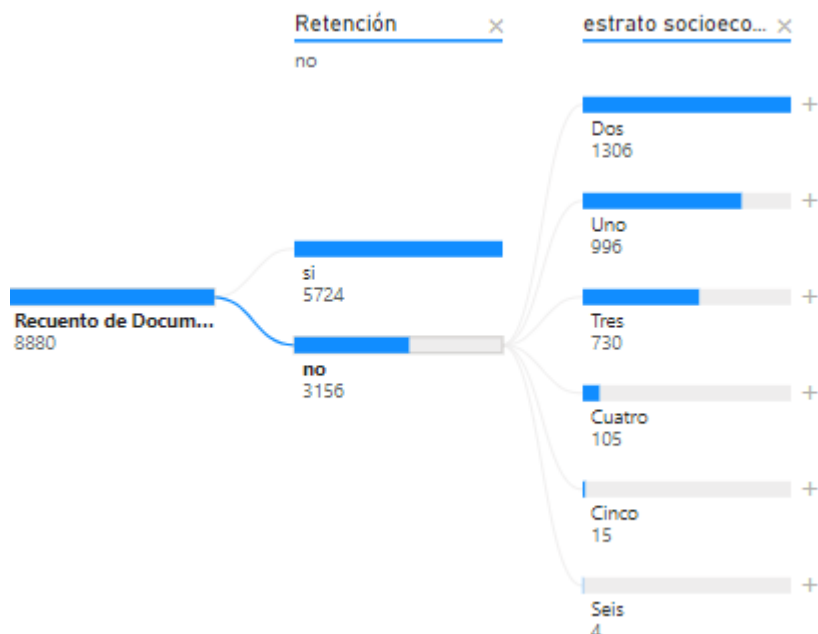 Retención
no
estrato socioeco...
Recuento de Docum...
8880
si
5724
no
3156
Dos
1306
Uno
996
Tres
730
Cuatro
105
Cinco
15
Seis
4